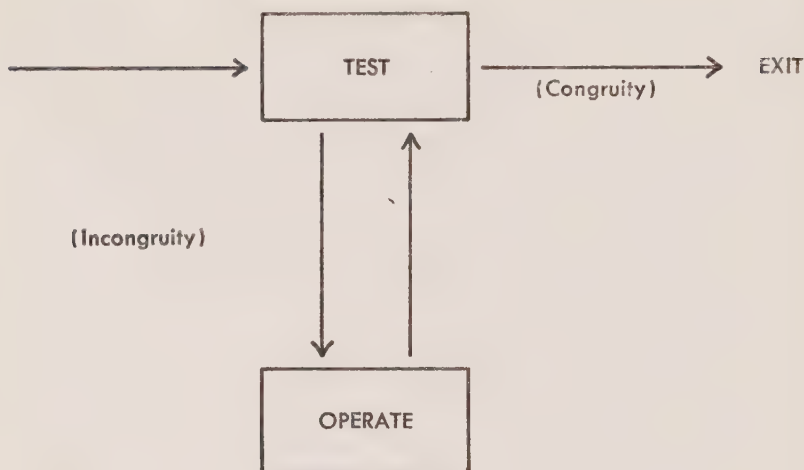 TEST
EXIT
(Congruity)
(Incongruity)
OPERATE